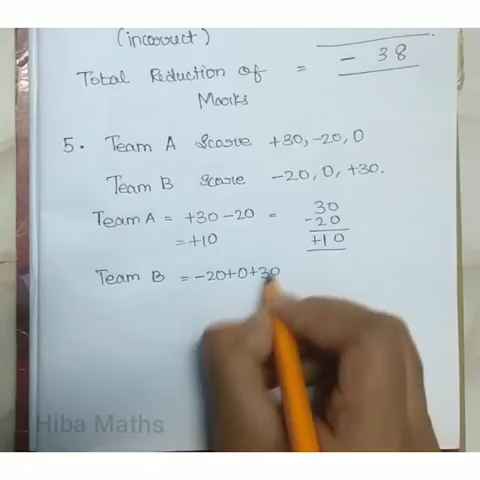 (incorrect)
Total Reduction of Marks = - 38
5. Team A Score +30, -20, 0
Team B Score -20, 0, +30.
Team A = +30 - 20 = 30
- 20
= +10 +10
Team B = -20+0+30
Hiba Maths